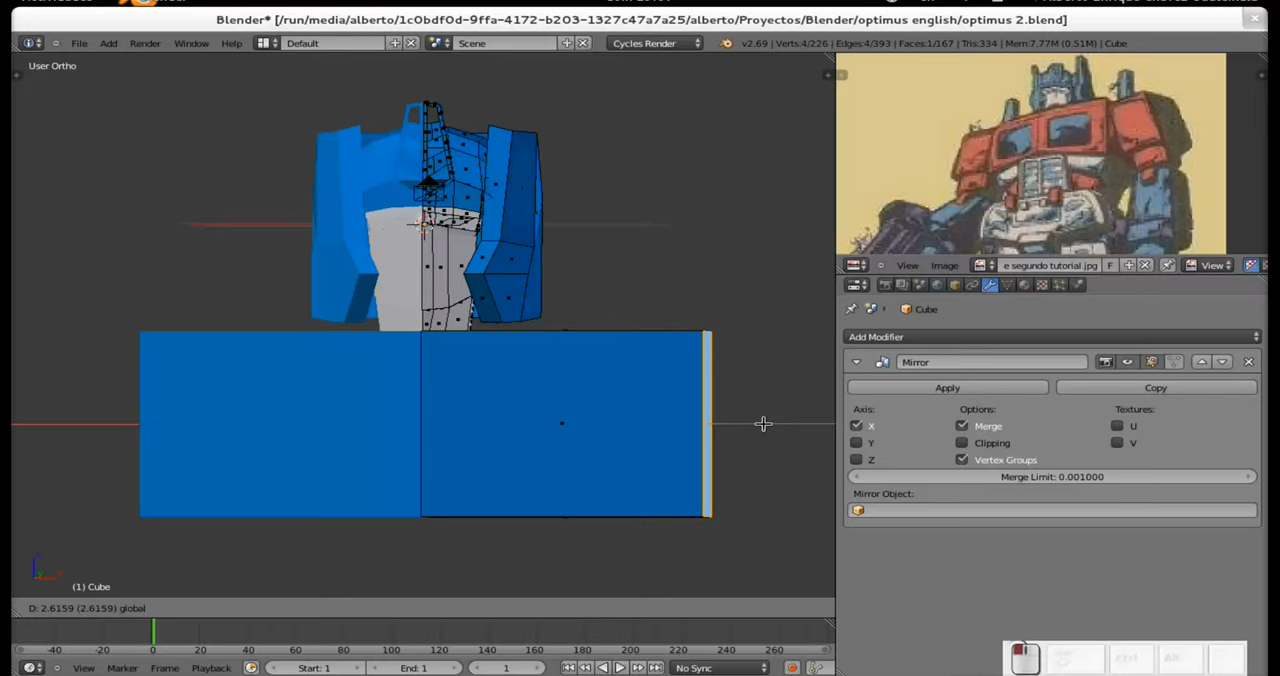 Blender* [/run/media/alberto/1c0bdf0d-9ffa-4172-b203-1327c47a7a25/alberto/Proyectos/Blender/optimus english/optimus 2.blend]
File Add Render Window Help Default Scene Cycles Render v2.69 | Verts:4/226 | Edges:4/393 | Faces:1/167 | Tris:334 | Mem:7.77M (0.51M) | Cube
User Ortho
View Image e segundo tutorial.jpg F View
Cube
Add Modifier
Mirror
Apply Copy
Axis: Options: Textures:
X Merge U
Y Clipping V
Z Vertex Groups
Merge Limit: 0.001000
Mirror Object:
(1) Cube
D: 2.6159 (2.6159) global
-40 -20 0 20 40 60 80 100 120 140 160 180 200 220 240 260
View Marker Frame Playback Start: 1 End: 1 1 No Sync
Ctrl Alt